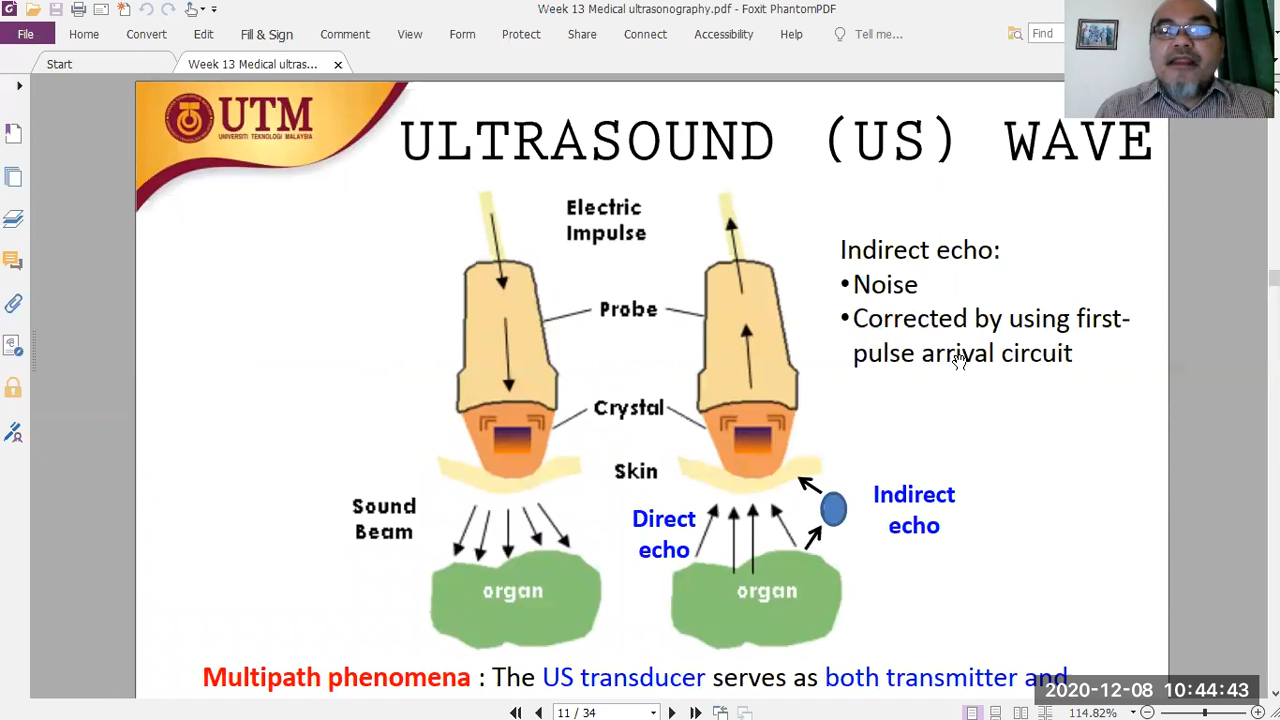 Week 13 Medical ultrasonography.pdf - Foxit PhantomPDF
File Home Convert Edit Fill & Sign Comment View Form Protect Share Connect Accessibility Help Tell me... Find
Start Week 13 Medical ultras...
UTM
UNIVERSITI TEKNOLOGI MALAYSIA
ULTRASOUND (US) WAVE
Electric
Impulse
Probe
Crystal
Skin
Sound
Beam
organ
Direct
echo
organ
Indirect
echo
Indirect echo:
•Noise
•Corrected by using first-
pulse arrival circuit
Multipath phenomena : The US transducer serves as both transmitter and
2020-12-08 10:44:43
11 / 34
114.82%